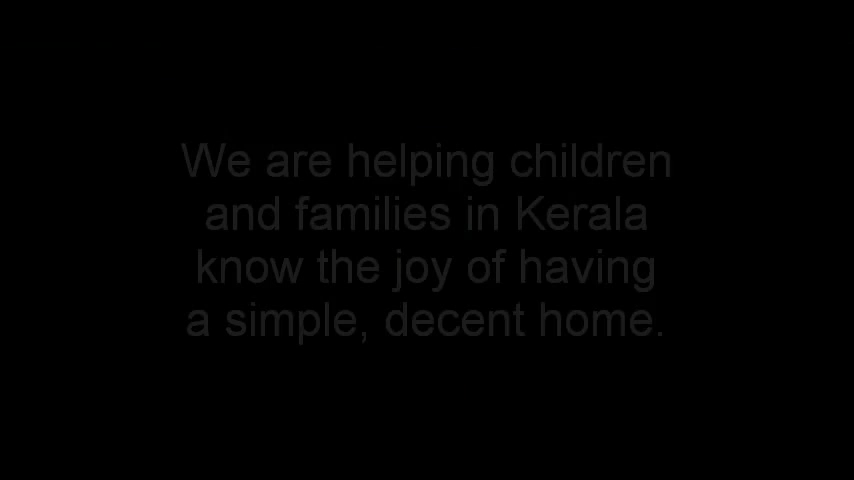 We are helping children
and families in Kerala
know the joy of having
a simple, decent home.